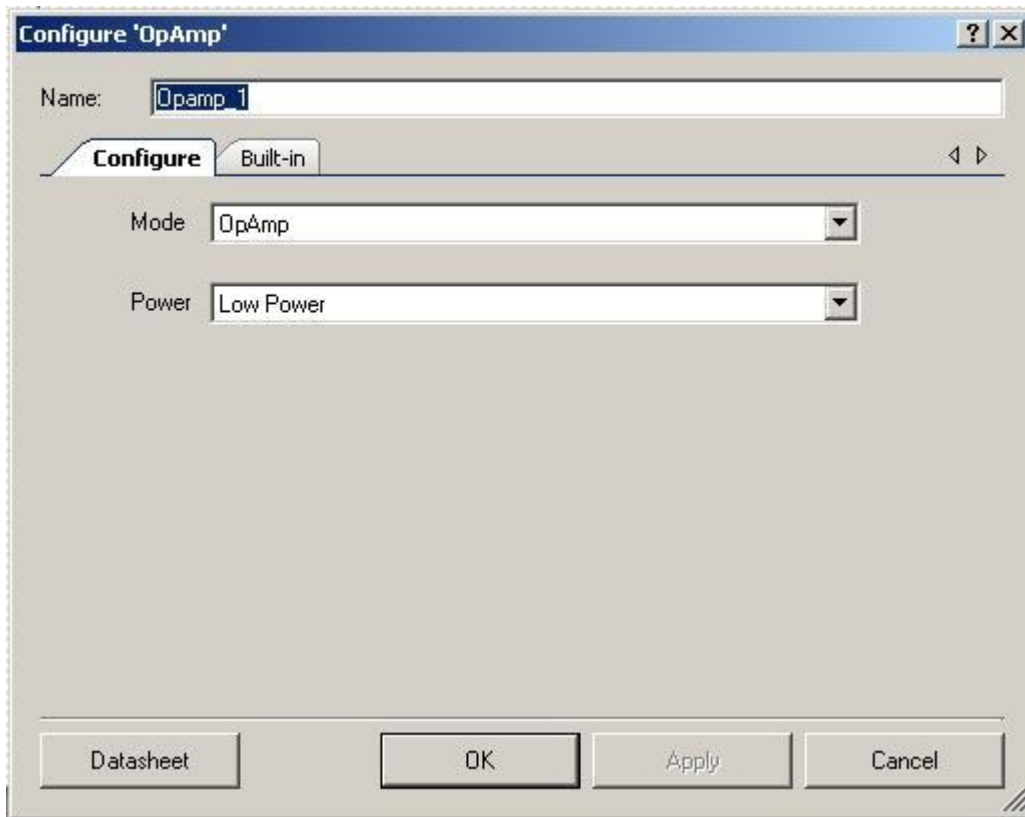 Configure 'OpAmp'
Name: Opamp_1
Configure Built-in
Mode OpAmp
Power Low Power
Datasheet OK Apply Cancel